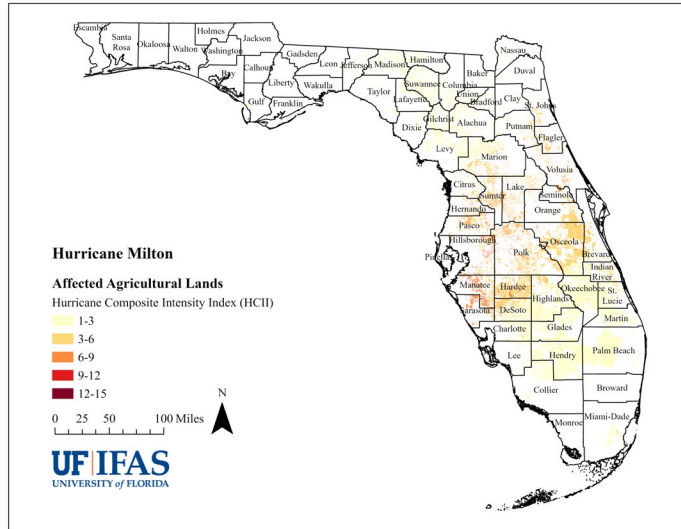 Escambia
Santa
Rosa
Okaloosa
Walton
Holmes
Washington
Jackson
Bay
Calhoun
Gulf
Liberty
Gadsden
Franklin
Leon
Wakulla
Jefferson
Madison
Taylor
Hamilton
Suwannee
Lafayette
Dixie
Columbia
Gilchrist
Levy
Baker
Union
Bradford
Alachua
Nassau
Duval
Clay
St. Johns
Putnam
Flagler
Marion
Volusia
Citrus
Sumter
Lake
Seminole
Hernando
Orange
Pasco
Hillsborough
Pinellas
Polk
Osceola
Brevard
Indian
River
Manatee
Hardee
Okeechobee
St.
Lucie
Highlands
Sarasota
DeSoto
Martin
Charlotte
Glades
Lee
Hendry
Palm Beach
Collier
Broward
Monroe
Miami-Dade
Hurricane Milton
Affected Agricultural Lands
Hurricane Composite Intensity Index (HCII)
1-3
3-6
6-9
9-12
12-15
N
0 25 50 100 Miles
UF IFAS
UNIVERSITY of FLORIDA